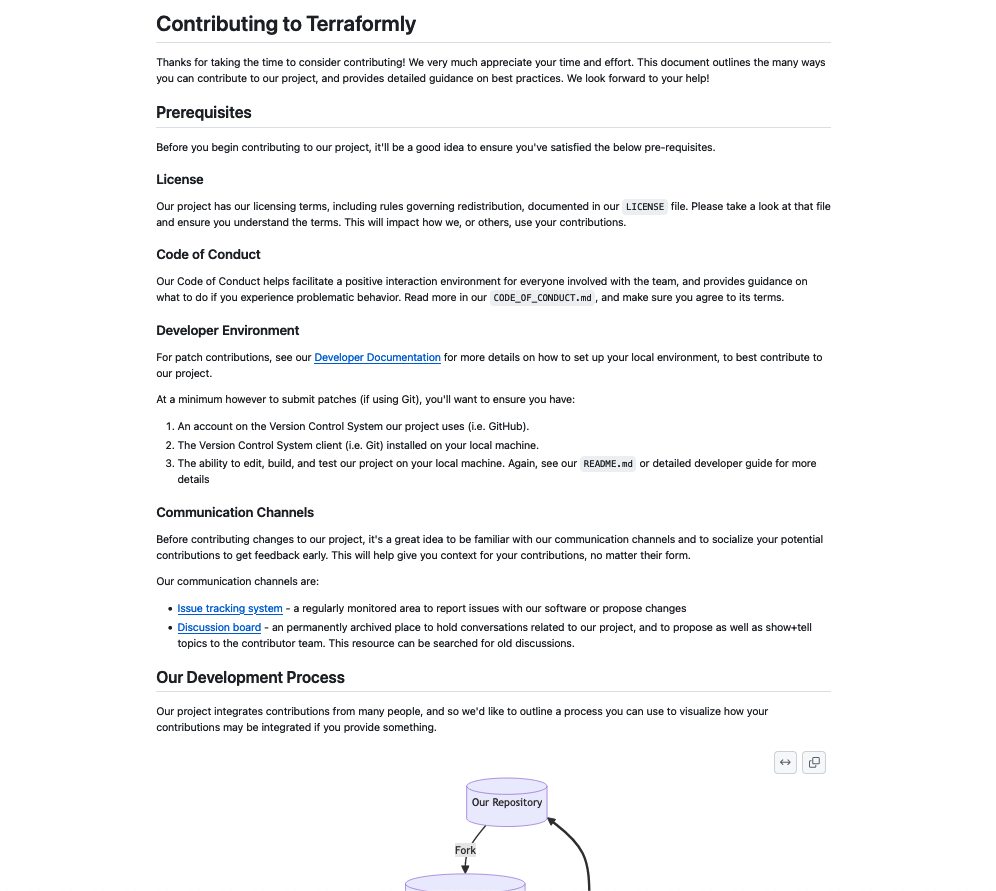 Contributing to Terraformly
Thanks for taking the time to consider contributing! We very much appreciate your time and effort. This document outlines the many ways
you can contribute to our project, and provides detailed guidance on best practices. We look forward to your help!
Prerequisites
Before you begin contributing to our project, it'll be a good idea to ensure you've satisfied the below pre-requisites.
License
Our project has our licensing terms, including rules governing redistribution, documented in our LICENSE file. Please take a look at that file
and ensure you understand the terms. This will impact how we, or others, use your contributions.
Code of Conduct
Our Code of Conduct helps facilitate a positive interaction environment for everyone involved with the team, and provides guidance on
what to do if you experience problematic behavior. Read more in our CODE_OF_CONDUCT.md, and make sure you agree to its terms.
Developer Environment
For patch contributions, see our Developer Documentation for more details on how to set up your local environment, to best contribute to
our project.
At a minimum however to submit patches (if using Git), you'll want to ensure you have:
1. An account on the Version Control System our project uses (i.e. GitHub).
2. The Version Control System client (i.e. Git) installed on your local machine.
3. The ability to edit, build, and test our project on your local machine. Again, see our README.md or detailed developer guide for more
details
Communication Channels
Before contributing changes to our project, it's a great idea to be familiar with our communication channels and to socialize your potential
contributions to get feedback early. This will help give you context for your contributions, no matter their form.
Our communication channels are:
• Issue tracking system - a regularly monitored area to report issues with our software or propose changes
• Discussion board - an permanently archived place to hold conversations related to our project, and to propose as well as show+tell
topics to the contributor team. This resource can be searched for old discussions.
Our Development Process
Our project integrates contributions from many people, and so we'd like to outline a process you can use to visualize how your
contributions may be integrated if you provide something.
Our Repository
Fork